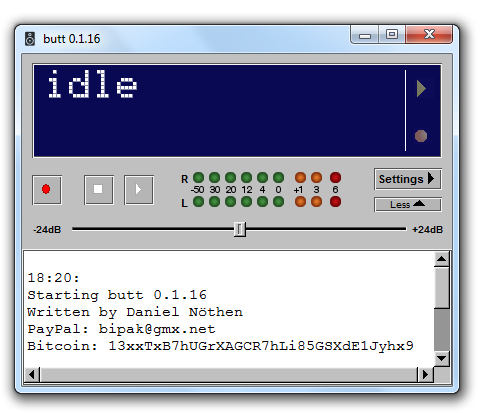 butt 0.1.16
idle
R
-50 30 20 12 4 0 +1 3 6
L
Settings
Less
-24dB
+24dB
18:20:
Starting butt 0.1.16
Written by Daniel Nöthen
PayPal: bipak@gmx.net
Bitcoin: 13xxTxB7hUGrXAGCR7hLi85GSXdE1Jyhx9